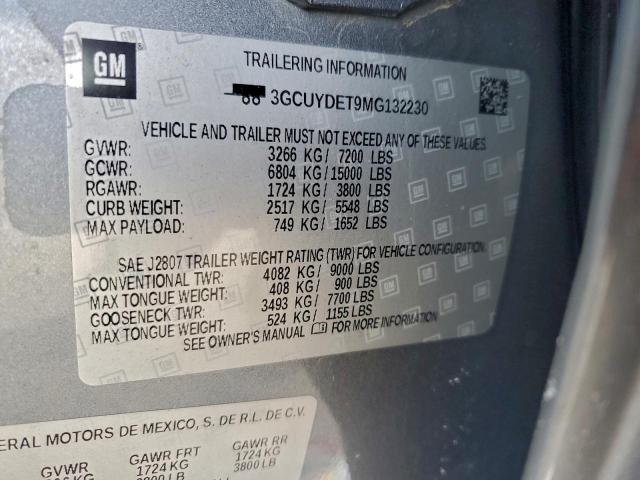 GM
TRAILERING INFORMATION
3GCUYDET9MG132230
VEHICLE AND TRAILER MUST NOT EXCEED ANY OF THESE VALUES.
GVWR: 3266 KG/ 7200 LBS
GCWR: 6804 KG/15000 LBS
RGAWR: 1724 KG/ 3800 LBS
CURB WEIGHT: 2517 KG/ 5548 LBS
MAX PAYLOAD: 749 KG/ 1652 LBS
SAE J2807 TRAILER WEIGHT RATING (TWR) FOR VEHICLE CONFIGURATION.
CONVENTIONAL TWR: 4082 KG/ 9000 LBS
MAX TONGUE WEIGHT: 408 KG/ 900 LBS
GOOSENECK TWR: 3493 KG/ 7700 LBS
MAX TONGUE WEIGHT: 524 KG/ 1155 LBS
SEE OWNER'S MANUAL FOR MORE INFORMATION
ERAL MOTORS DE MEXICO, S. DE R.L. DE C.V.
GVWR GAWR FRT GAWR RR
KG 1724 KG 1724 KG
3800 LB